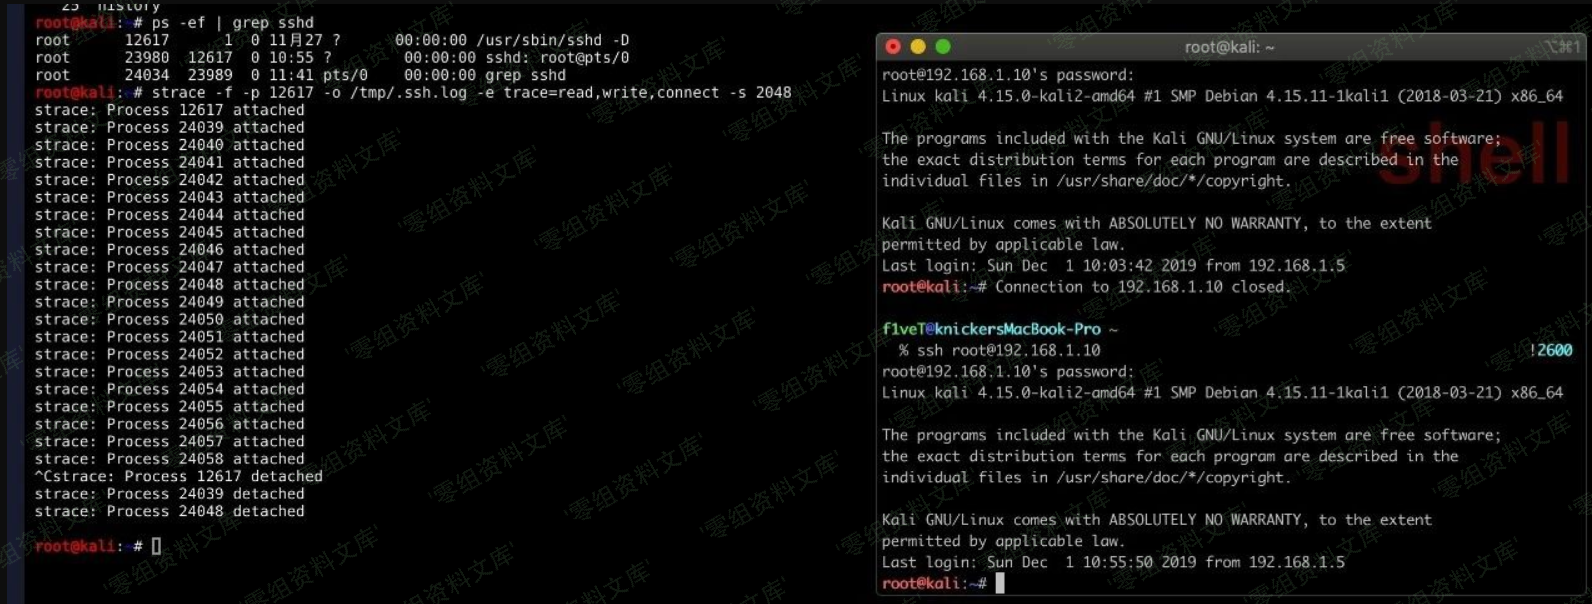 25 history
root@kali:~# ps -ef | grep sshd
root 12617 1 0 11月27 ? 00:00:00 /usr/sbin/sshd -D
root 23980 12617 0 10:55 ? 00:00:00 sshd: root@pts/0
root 24034 23989 0 11:41 pts/0 00:00:00 grep sshd
root@kali:~# strace -f -p 12617 -o /tmp/.ssh.log -e trace=read,write,connect -s 2048
strace: Process 12617 attached
strace: Process 24039 attached
strace: Process 24040 attached
strace: Process 24041 attached
strace: Process 24042 attached
strace: Process 24043 attached
strace: Process 24044 attached
strace: Process 24045 attached
strace: Process 24046 attached
strace: Process 24047 attached
strace: Process 24048 attached
strace: Process 24049 attached
strace: Process 24050 attached
strace: Process 24051 attached
strace: Process 24052 attached
strace: Process 24053 attached
strace: Process 24054 attached
strace: Process 24055 attached
strace: Process 24056 attached
strace: Process 24057 attached
strace: Process 24058 attached
^Cstrace: Process 12617 detached
strace: Process 24039 detached
strace: Process 24048 detached
root@kali:~#
root@kali: ~
⌥⌘1
root@192.168.1.10's password:
Linux kali 4.15.0-kali2-amd64 #1 SMP Debian 4.15.11-1kali1 (2018-03-21) x86_64
The programs included with the Kali GNU/Linux system are free software;
the exact distribution terms for each program are described in the
individual files in /usr/share/doc/*/copyright.
shell
Kali GNU/Linux comes with ABSOLUTELY NO WARRANTY, to the extent
permitted by applicable law.
Last login: Sun Dec 1 10:03:42 2019 from 192.168.1.5
root@kali:~# Connection to 192.168.1.10 closed.
f1veT@knickersMacBook-Pro ~
% ssh root@192.168.1.10 !2600
root@192.168.1.10's password:
Linux kali 4.15.0-kali2-amd64 #1 SMP Debian 4.15.11-1kali1 (2018-03-21) x86_64
The programs included with the Kali GNU/Linux system are free software;
the exact distribution terms for each program are described in the
individual files in /usr/share/doc/*/copyright.
Kali GNU/Linux comes with ABSOLUTELY NO WARRANTY, to the extent
permitted by applicable law.
Last login: Sun Dec 1 10:55:50 2019 from 192.168.1.5
root@kali:~#
'零组资料文库'